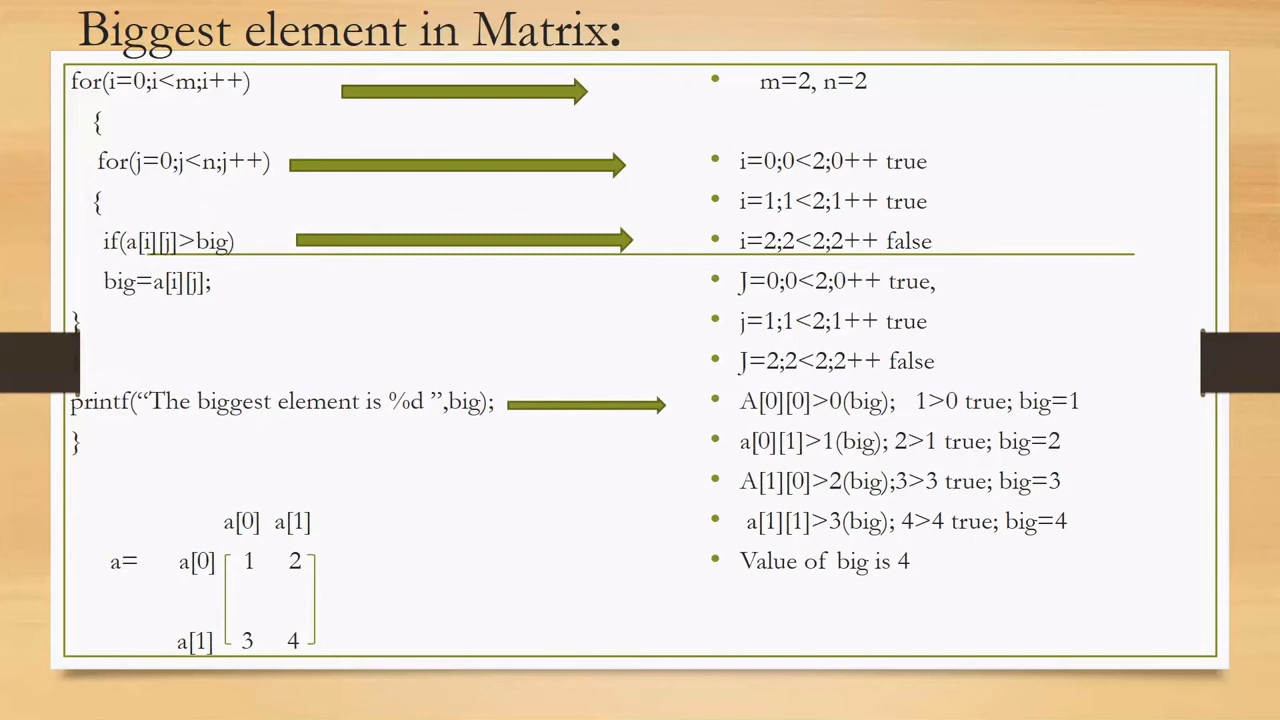 Biggest element in Matrix:
for(i=0;i<m;i++)
{
for(j=0;j<n;j++)
{
if(a[i][j]>big)
big=a[i][j];
}
printf(“The biggest element is %d ”,big);
}
a[0] a[1]
a= a[0] 1 2
a[1] 3 4
• m=2, n=2
• i=0;0<2;0++ true
• i=1;1<2;1++ true
• i=2;2<2;2++ false
• J=0;0<2;0++ true,
• j=1;1<2;1++ true
• J=2;2<2;2++ false
• A[0][0]>0(big); 1>0 true; big=1
• a[0][1]>1(big); 2>1 true; big=2
• A[1][0]>2(big);3>3 true; big=3
• a[1][1]>3(big); 4>4 true; big=4
• Value of big is 4